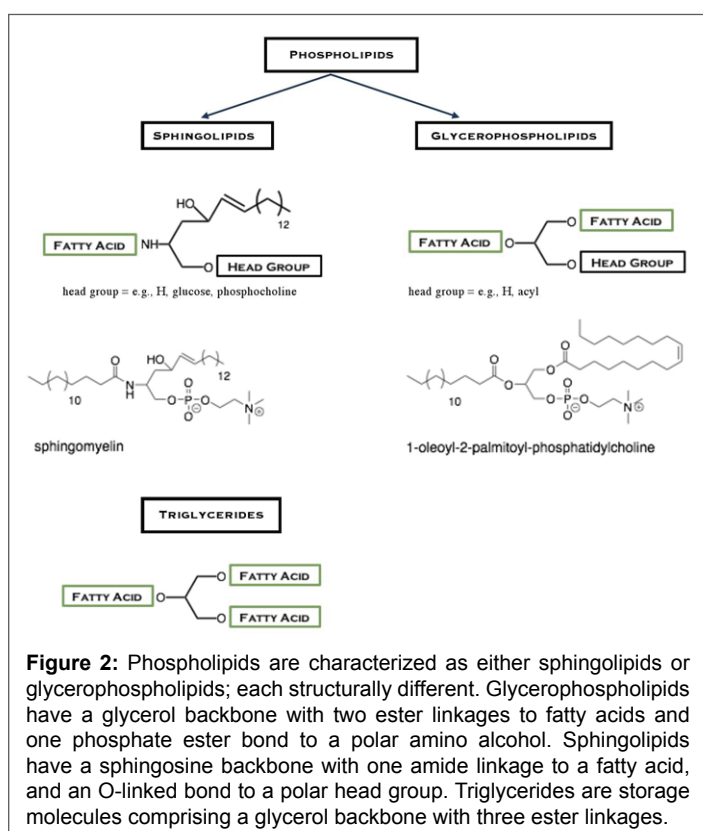 PHOSPHOLIPIDS
SPHINGOLIPIDS GLYCEROPHOSPHOLIPIDS
HO
12
FATTY ACID NH
O HEAD GROUP
head group = e.g., H, glucose, phosphocholine
O FATTY ACID
FATTY ACID O
O HEAD GROUP
head group = e.g., H, acyl
O HO
10 N H 12
O
O P O N ⊕
O ⊖
sphingomyelin
O
O O
10 O O
O P O N ⊕
O ⊖
1-oleoyl-2-palmitoyl-phosphatidylcholine
TRIGLYCERIDES
O FATTY ACID
FATTY ACID O
O FATTY ACID
Figure 2: Phospholipids are characterized as either sphingolipids or
glycerophospholipids; each structurally different. Glycerophospholipids
have a glycerol backbone with two ester linkages to fatty acids and
one phosphate ester bond to a polar amino alcohol. Sphingolipids
have a sphingosine backbone with one amide linkage to a fatty acid,
and an O-linked bond to a polar head group. Triglycerides are storage
molecules comprising a glycerol backbone with three ester linkages.